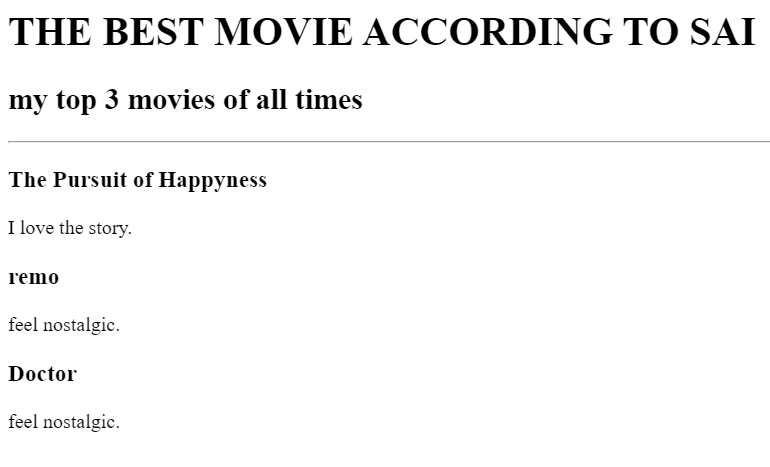 THE BEST MOVIE ACCORDING TO SAI
my top 3 movies of all times
The Pursuit of Happyness
I love the story.
remo
feel nostalgic.
Doctor
feel nostalgic.